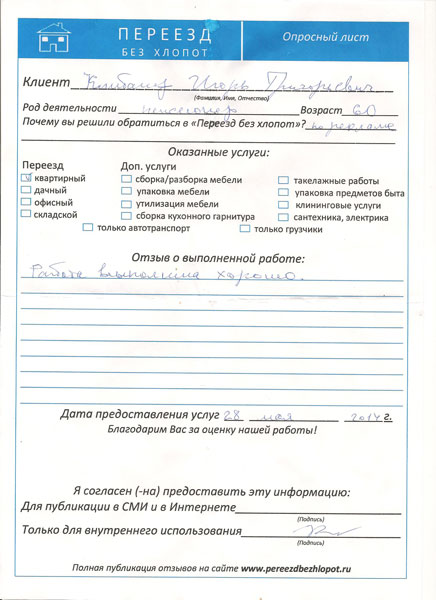 ПЕРЕЕЗД
БЕЗ ХЛОПОТ
Опросный лист
Клиент Игорь Григорьевич
(Фамилия, Имя, Отчество)
Род деятельности пенсионер Возраст 60
Почему вы решили обратиться в «Переезд без хлопот»? по рекламе
Оказанные услуги:
Переезд Доп. услуги
квартирный сборка/разборка мебели такелажные работы
дачный упаковка мебели упаковка предметов быта
офисный утилизация мебели клининговые услуги
складской сборка кухонного гарнитура сантехника, электрика
только автотранспорт только грузчики
Отзыв о выполненной работе:
Работа выполнена хорошо.
Дата предоставления услуг 28 мая 2014 г.
Благодарим Вас за оценку нашей работы!
Я согласен (-на) предоставить эту информацию:
Для публикации в СМИ и в Интернете
(Подпись)
Только для внутреннего использования
(Подпись)
Полная публикация отзывов на сайте www.pereezdbezhlopot.ru